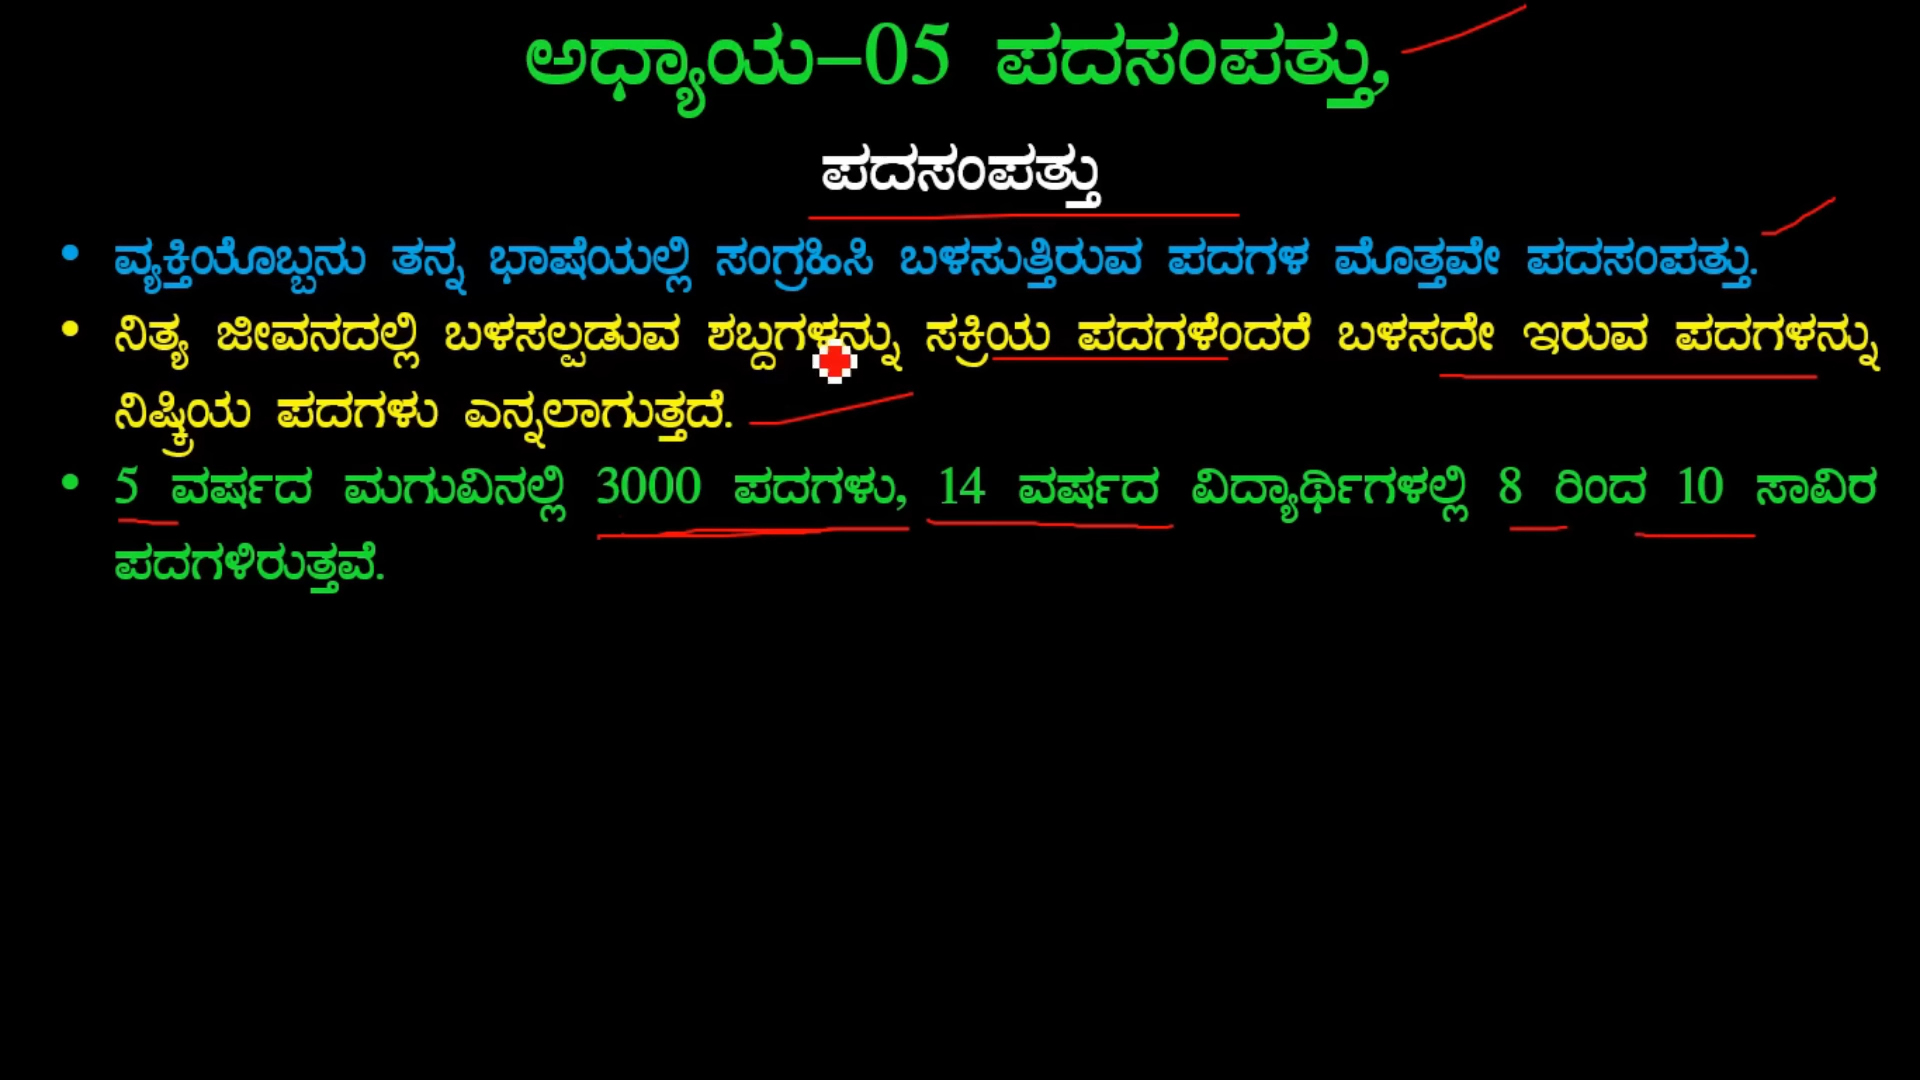 ಅಧ್ಯಾಯ-05 ಪದಸಂಪತ್ತು,
ಪದಸಂಪತ್ತು
• ವ್ಯಕ್ತಿಯೊಬ್ಬನು ತನ್ನ ಭಾಷೆಯಲ್ಲಿ ಸಂಗ್ರಹಿಸಿ ಬಳಸುತ್ತಿರುವ ಪದಗಳ ಮೊತ್ತವೇ ಪದಸಂಪತ್ತು.
• ನಿತ್ಯ ಜೀವನದಲ್ಲಿ ಬಳಸಲ್ಪಡುವ ಶಬ್ದಗಳನ್ನು ಸಕ್ರಿಯ ಪದಗಳೆಂದರೆ ಬಳಸದೇ ಇರುವ ಪದಗಳನ್ನು
ನಿಷ್ಕ್ರಿಯ ಪದಗಳು ಎನ್ನಲಾಗುತ್ತದೆ.
• 5 ವರ್ಷದ ಮಗುವಿನಲ್ಲಿ 3000 ಪದಗಳು, 14 ವರ್ಷದ ವಿದ್ಯಾರ್ಥಿಗಳಲ್ಲಿ 8 ರಿಂದ 10 ಸಾವಿರ
ಪದಗಳಿರುತ್ತವೆ.